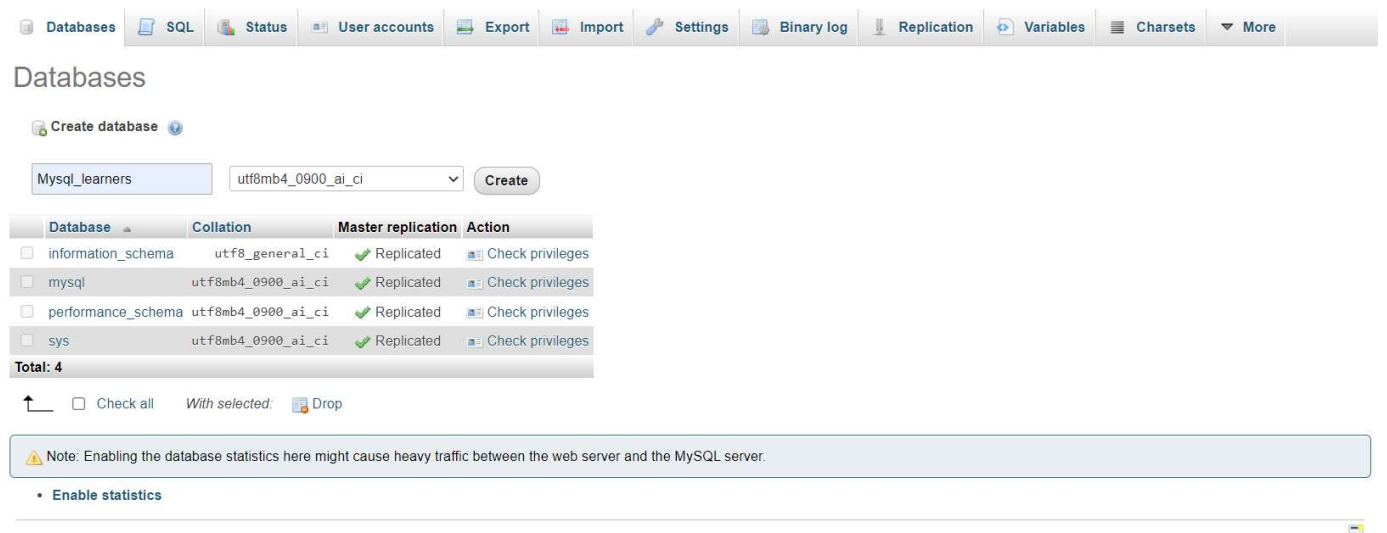 Databases SQL Status User accounts Export Import Settings Binary log Replication Variables Charsets More
Databases
Create database
Mysql_learners utf8mb4_0900_ai_ci Create
Database Collation Master replication Action
information_schema utf8_general_ci Replicated Check privileges
mysql utf8mb4_0900_ai_ci Replicated Check privileges
performance_schema utf8mb4_0900_ai_ci Replicated Check privileges
sys utf8mb4_0900_ai_ci Replicated Check privileges
Total: 4
Check all With selected: Drop
Note: Enabling the database statistics here might cause heavy traffic between the web server and the MySQL server.
• Enable statistics